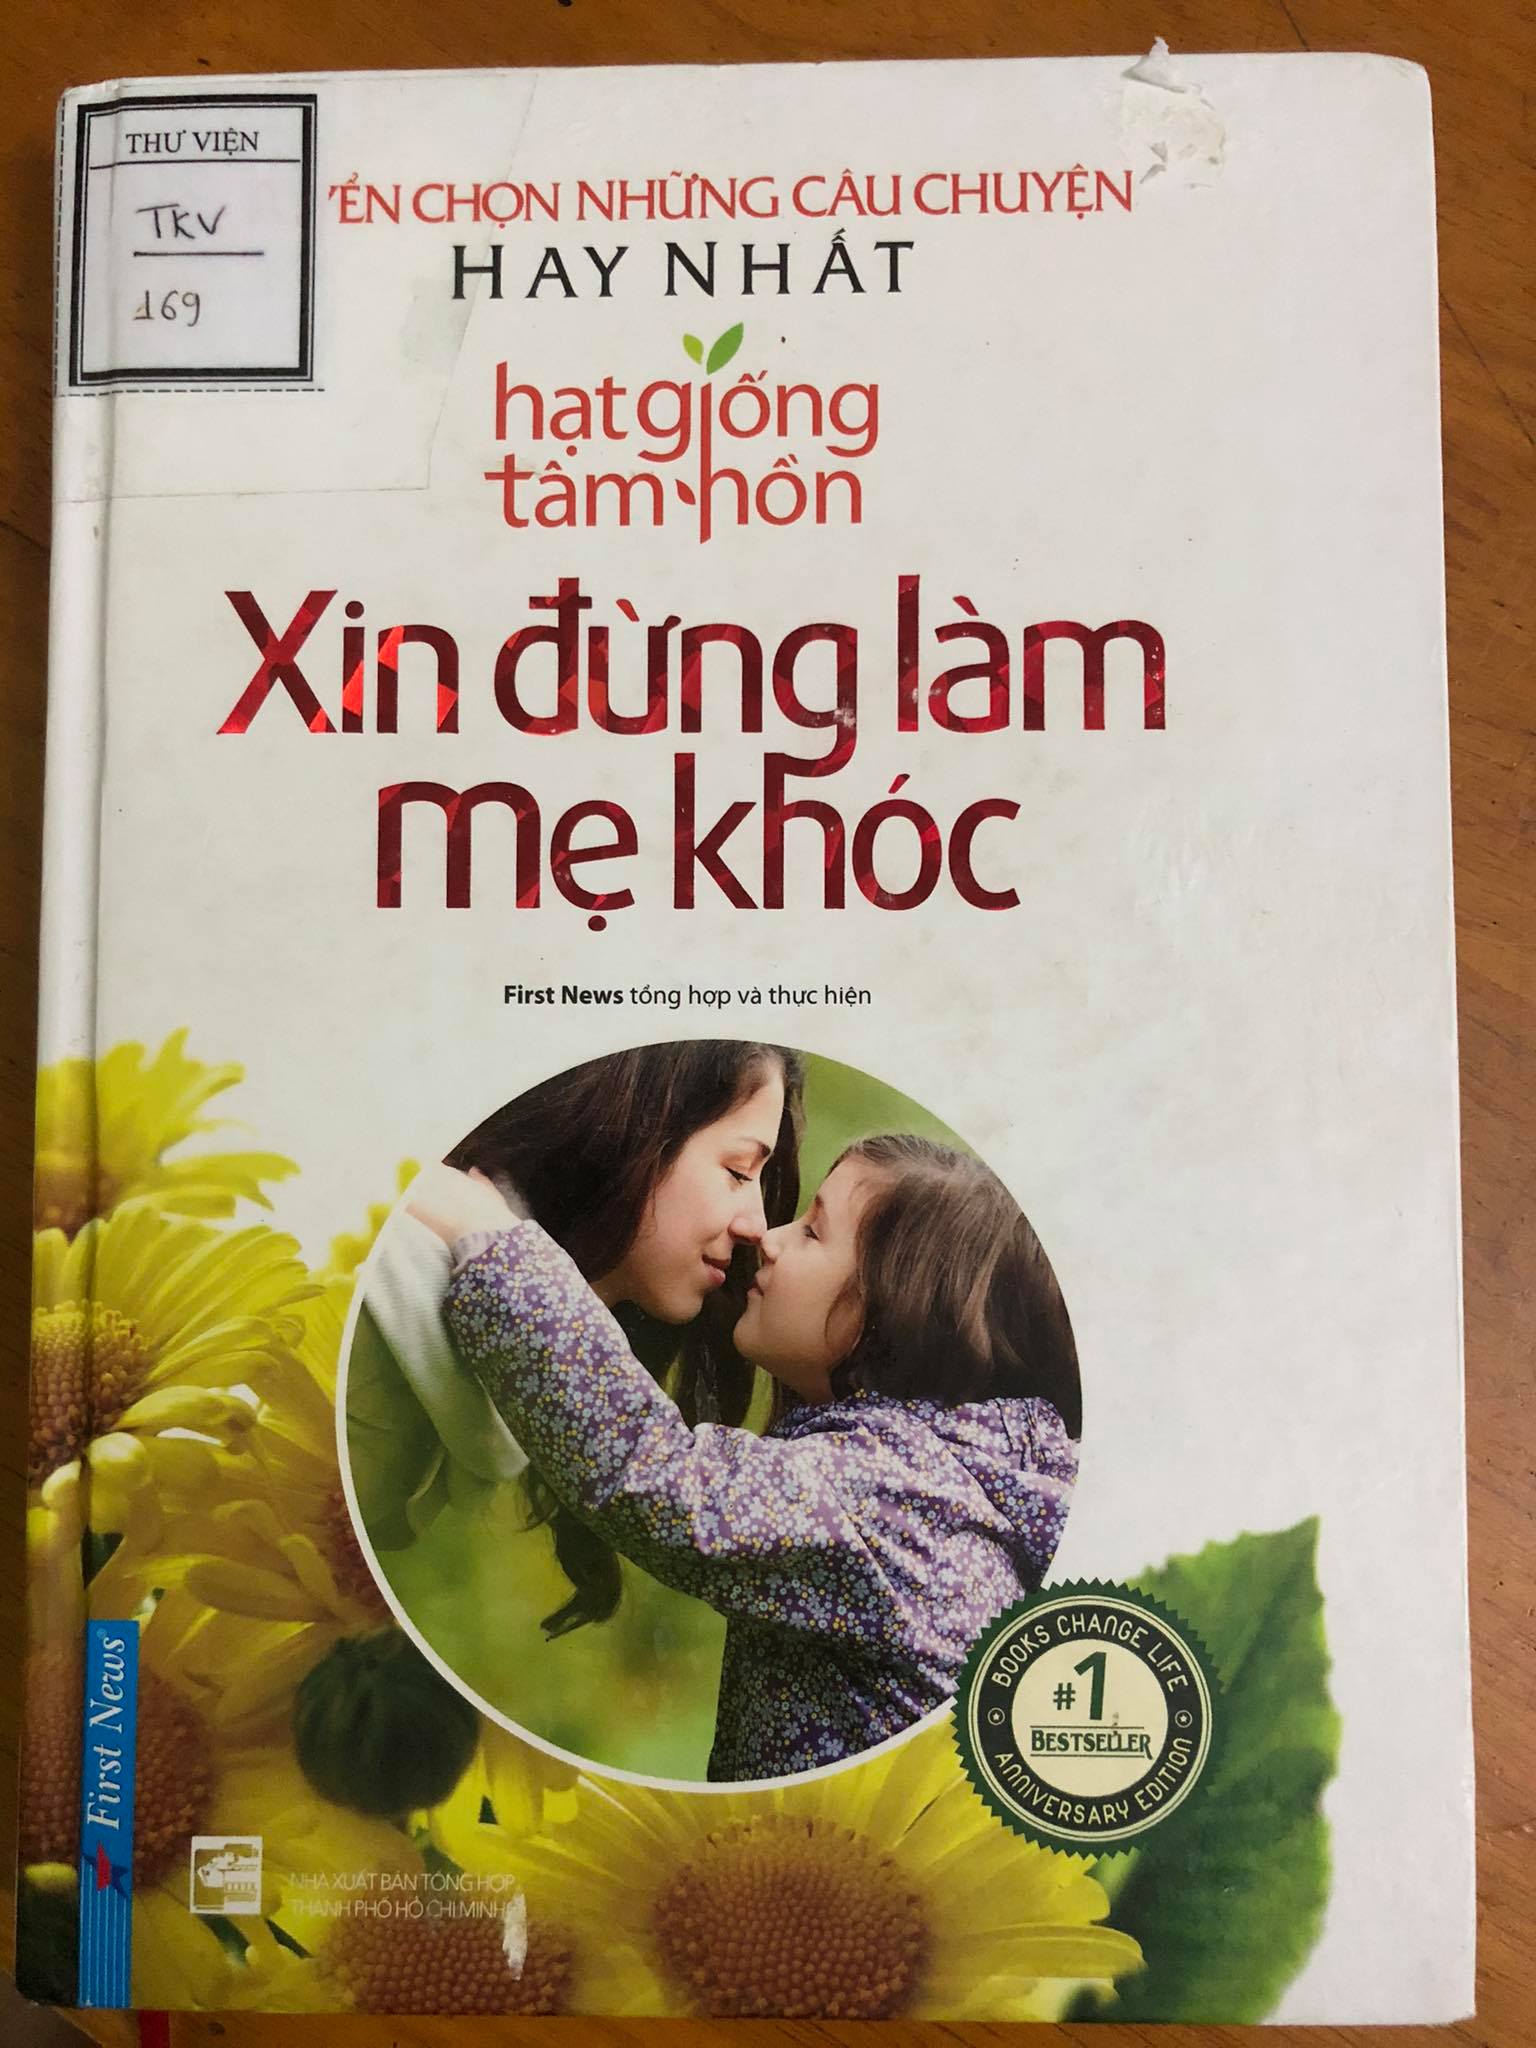 THƯ VIỆN
TKV
169
ỂN CHỌN NHỮNG CÂU CHUYỆN
HAY NHẤT
hạt giống
tâm hồn
Xin đừng làm
mẹ khóc
First News tổng hợp và thực hiện
BOOKS CHANGE LIFE
#1
BESTSELLER
ANNIVERSARY EDITION
First News
NHÀ XUẤT BẢN TỔNG HỢP
THÀNH PHỐ HỒ CHÍ MINH